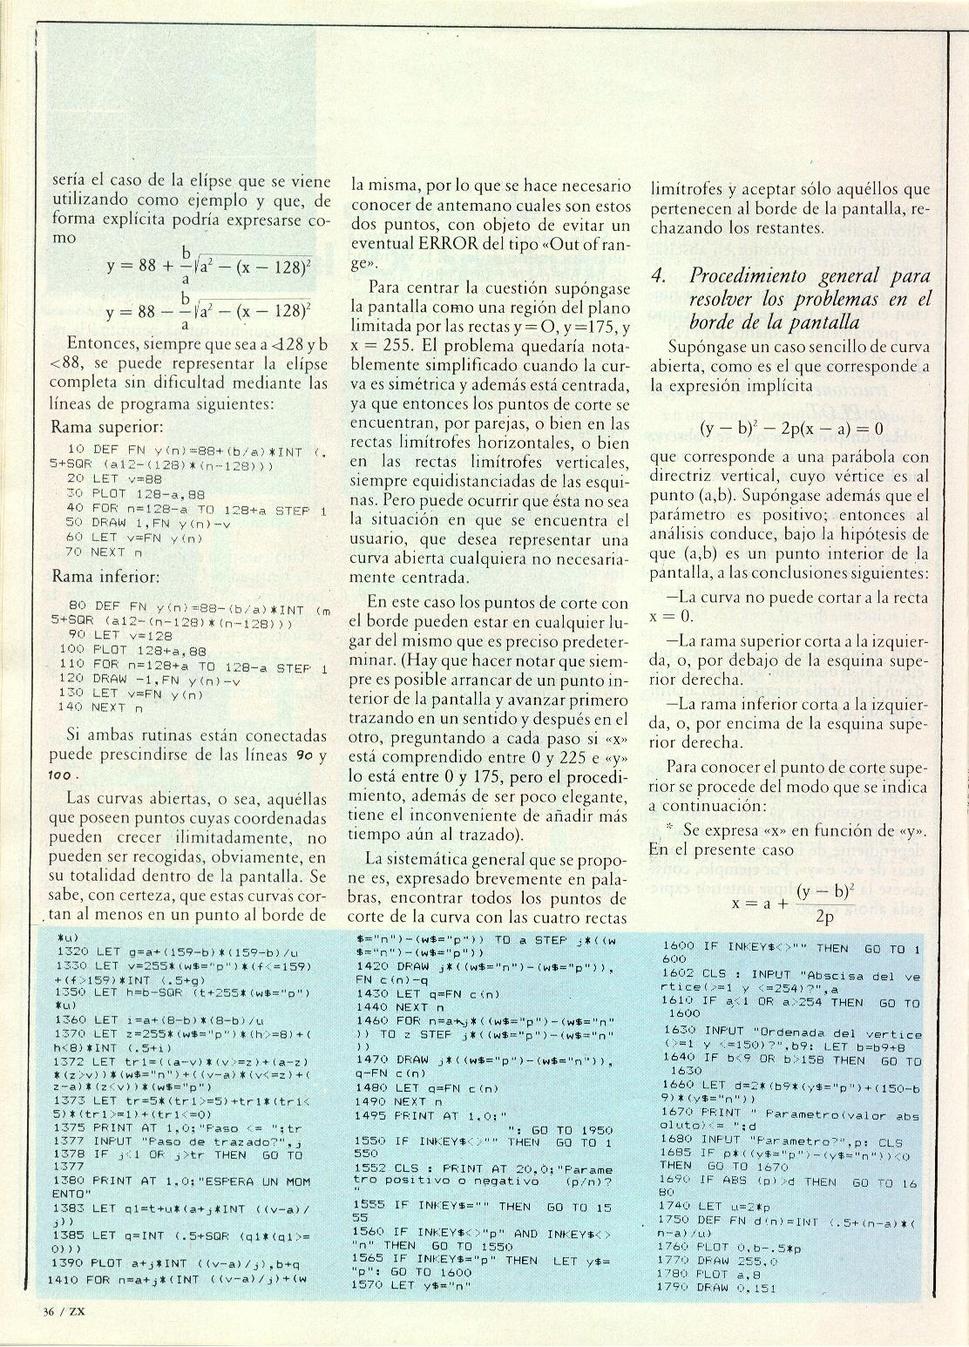 sería el caso de la elípse que se viene
utilizando como ejemplo y que, de
forma explícita podría expresarse co-
mo
y = 88 + b/a √a² − (x − 128)²
y = 88 − b/a √a² − (x − 128)²
Entonces, siempre que sea a <128 y b
<88, se puede representar la elípse
completa sin dificultad mediante las
líneas de programa siguientes:
Rama superior:
10 DEF FN y(n)=88+(b/a)*INT (.
5+SQR (a12-(128)*(n-128)))
20 LET v=88
30 PLOT 128-a,88
40 FOR n=128-a TO 128+a STEP 1
50 DRAW 1,FN y(n)-v
60 LET v=FN y(n)
70 NEXT n
Rama inferior:
80 DEF FN y(n)=88-(b/a)*INT (m
5+SQR (a12-(n-128)*(n-128)))
90 LET v=128
100 PLOT 128+a,88
110 FOR n=128+a TO 128-a STEP 1
120 DRAW -1,FN y(n)-v
130 LET v=FN y(n)
140 NEXT n
Si ambas rutinas están conectadas
puede prescindirse de las líneas 90 y
100.
Las curvas abiertas, o sea, aquéllas
que poseen puntos cuyas coordenadas
pueden crecer ilimitadamente, no
pueden ser recogidas, obviamente, en
su totalidad dentro de la pantalla. Se
sabe, con certeza, que estas curvas cor-
tan al menos en un punto al borde de
la misma, por lo que se hace necesario
conocer de antemano cuales son estos
dos puntos, con objeto de evitar un
eventual ERROR del tipo «Out of ran-
ge».
Para centrar la cuestión supóngase
la pantalla como una región del plano
limitada por las rectas y = O, y = 175, y
x = 255. El problema quedaría nota-
blemente simplificado cuando la cur-
va es simétrica y además está centrada,
ya que entonces los puntos de corte se
encuentran, por parejas, o bien en las
rectas limítrofes horizontales, o bien
en las rectas limítrofes verticales,
siempre equidistanciadas de las esqui-
nas. Pero puede ocurrir que ésta no sea
la situación en que se encuentra el
usuario, que desea representar una
curva abierta cualquiera no necesaria-
mente centrada.
En este caso los puntos de corte con
el borde pueden estar en cualquier lu-
gar del mismo que es preciso predeter-
minar. (Hay que hacer notar que siem-
pre es posible arrancar de un punto in-
terior de la pantalla y avanzar primero
trazando en un sentido y después en el
otro, preguntando a cada paso si «x»
está comprendido entre 0 y 225 e «y»
lo está entre 0 y 175, pero el procedi-
miento, además de ser poco elegante,
tiene el inconveniente de añadir más
tiempo aún al trazado).
La sistemática general que se propo-
ne es, expresado brevemente en pala-
bras, encontrar todos los puntos de
corte de la curva con las cuatro rectas
limítrofes y aceptar sólo aquéllos que
pertenecen al borde de la pantalla, re-
chazando los restantes.
4. Procedimiento general para
resolver los problemas en el
borde de la pantalla
Supóngase un caso sencillo de curva
abierta, como es el que corresponde a
la expresión implícita
(y − b)² − 2p(x − a) = 0
que corresponde a una parábola con
directriz vertical, cuyo vértice es al
punto (a,b). Supóngase además que el
parámetro es positivo; entonces al
análisis conduce, bajo la hipótesis de
que (a,b) es un punto interior de la
pantalla, a las conclusiones siguientes:
—La curva no puede cortar a la recta
x = 0.
—La rama superior corta a la izquier-
da, o, por debajo de la esquina supe-
rior derecha.
—La rama inferior corta a la izquier-
da, o, por encima de la esquina supe-
rior derecha.
Para conocer el punto de corte supe-
rior se procede del modo que se indica
a continuación:
* Se expresa «x» en función de «y».
En el presente caso
x = a + (y − b)² / 2p
*u)
1320 LET g=a+(159-b)*(159-b)/u
1330 LET v=255*(w$="p")*(f<=159)
+(f>159)*INT (.5+g)
1350 LET h=b-SQR (t+255*(w$="p")
*u)
1360 LET i=a+(8-b)*(8-b)/u
1370 LET z=255*(w$="p")*(h>=8)+(
h<8)*INT (.5+i)
1372 LET tr1=((a-v)*(v>=z)+(a-z)
*(z>v))*(w$="n")+((v-a)*(v<=z)+(
z-a)*(z<v))*(w$="p")
1373 LET tr=5*(tr1>=5)+tr1*(tr1<
5)*(tr1>=1)+(tr1<=0)
1375 PRINT AT 1,0;"Paso <= ";tr
1377 INPUT "Paso de trazado?",j
1378 IF j<1 OR j>tr THEN GO TO
1377
1380 PRINT AT 1,0;"ESPERA UN MOM
ENTO"
1383 LET q1=t+u*(a+j*INT ((v-a)/
j))
1385 LET q=INT (.5+SQR (q1*(q1>=
0)))
1390 PLOT a+j*INT ((v-a)/j),b+q
1410 FOR n=a+j*(INT ((v-a)/j)+(w
$="n")-(w$="p")) TO a STEP j*((w
$="n")-(w$="p"))
1420 DRAW j*((w$="n")-(w$="p")),
FN c(n)-q
1430 LET q=FN c(n)
1440 NEXT n
1460 FOR n=a+j*((w$="p")-(w$="n"
)) TO z STEP j*((w$="p")-(w$="n"
))
1470 DRAW j*((w$="p")-(w$="n")),
q-FN c(n)
1480 LET q=FN c(n)
1490 NEXT n
1495 PRINT AT 1,0;"
": GO TO 1950
1550 IF INKEY$<>"" THEN GO TO 1
550
1552 CLS : PRINT AT 20,0;"Parame
tro positivo o negativo (p/n)?
"
1555 IF INKEY$="" THEN GO TO 15
55
1560 IF INKEY$<>"p" AND INKEY$<>
"n" THEN GO TO 1550
1565 IF INKEY$="p" THEN LET y$=
"p": GO TO 1600
1570 LET y$="n"
1600 IF INKEY$<>"" THEN GO TO 1
600
1602 CLS : INPUT "Abscisa del ve
rtice(>=1 y <=254)?",a
1610 IF a<1 OR a>254 THEN GO TO
1600
1630 INPUT "Ordenada del vertice
(>=1 y <=150)?",b9: LET b=b9+8
1640 IF b<9 OR b>158 THEN GO TO
1630
1660 LET d=2*(b9*(y$="p")+(150-b
9)*(y$="n"))
1670 PRINT " Parametro(valor abs
oluto)<= ";d
1680 INPUT "Parametro?",p: CLS
1685 IF p*((y$="p")-(y$="n"))<0
THEN GO TO 1670
1690 IF ABS (p)>d THEN GO TO 16
80
1740 LET u=2*p
1750 DEF FN d(n)=INT (.5+(n-a)*(
n-a)/u)
1760 PLOT 0,b-.5*p
1770 DRAW 255,0
1780 PLOT a,8
1790 DRAW 0,151
36 / ZX